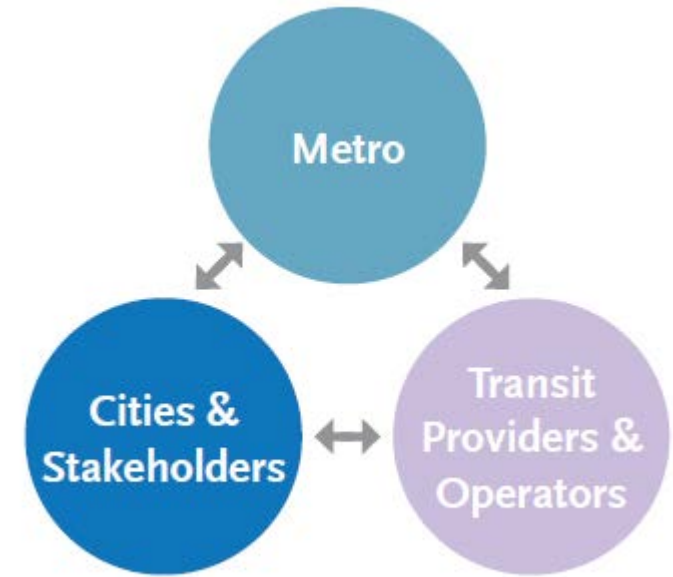 Metro
Cities &
Stakeholders
Transit
Providers &
Operators